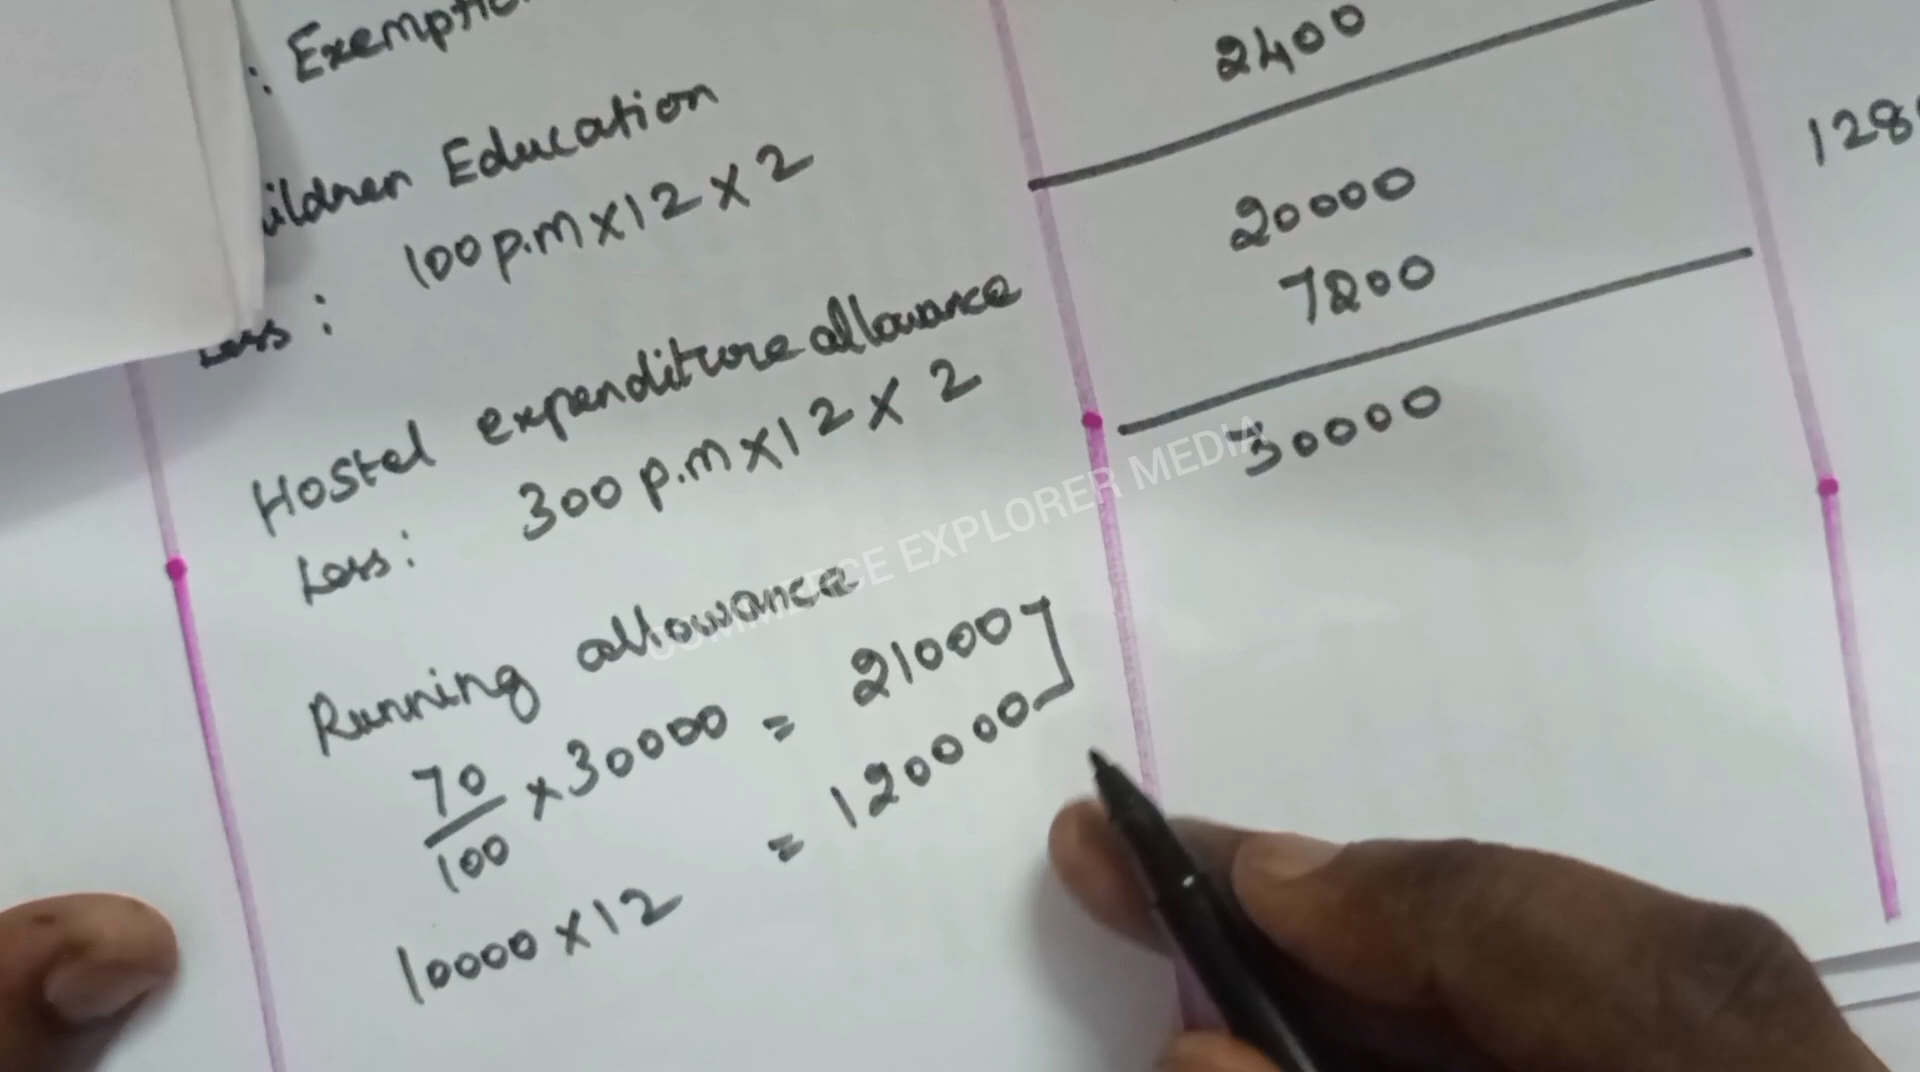 : Exemption
2400
ildren Education
100 p.m X 12 X 2
128
Less :
Hostel expenditure allowance
20000
Less : 300 p.m X 12 X 2
7200
Running allowance
30000
70/100 x 30000 = 21000]
10000 X 12 = 120000]
COMMERCE EXPLORER MEDIA